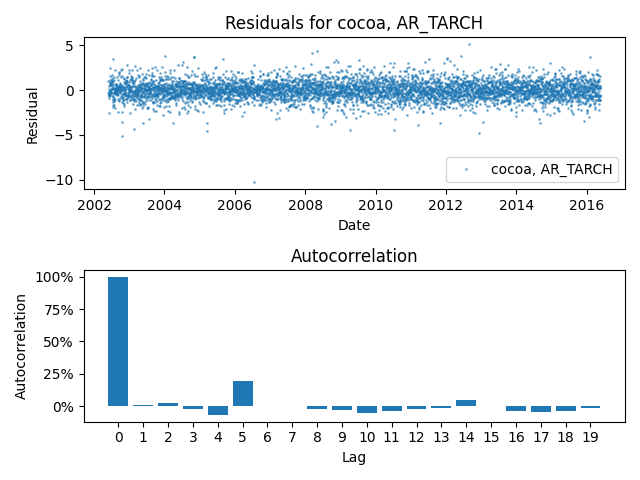 Residuals for cocoa, AR_TARCH
5
0
−5
−10
Residual
cocoa, AR_TARCH
2002 2004 2006 2008 2010 2012 2014 2016
Date
Autocorrelation
100%
75%
50%
25%
0%
Autocorrelation
0 1 2 3 4 5 6 7 8 9 10 11 12 13 14 15 16 17 18 19
Lag